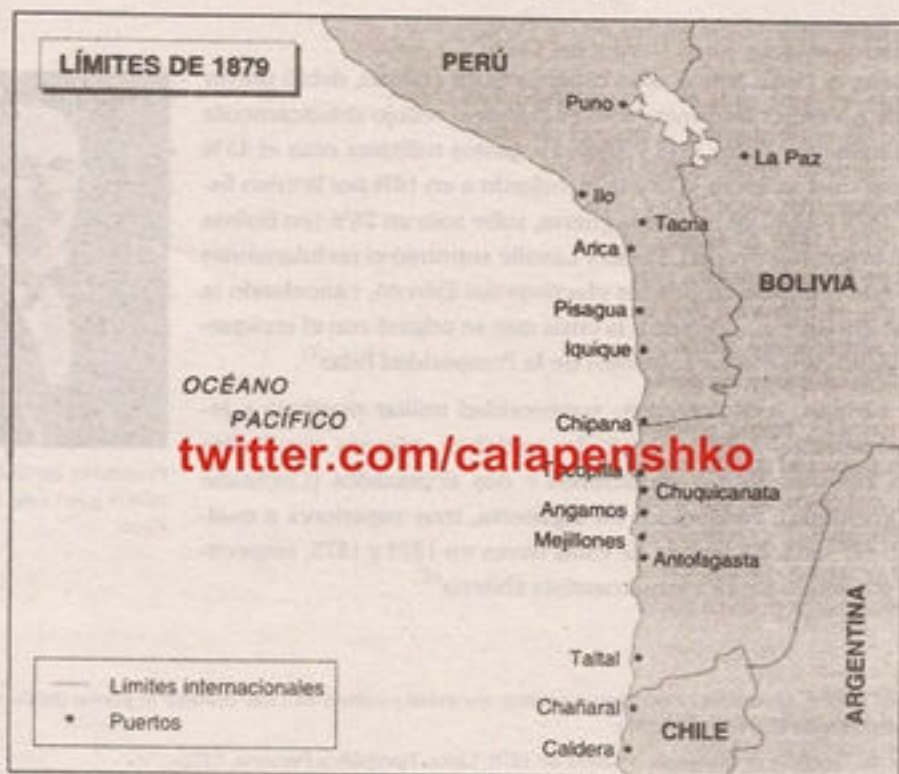 LÍMITES DE 1879
PERÚ
Puno
La Paz
Ilo
Tacna
Arica
BOLIVIA
Pisagua
Iquique
OCÉANO
PACÍFICO
Chipana
twitter.com/calapenshko
Tocopilla
Chuquicanata
Angamos
Mejillones
Antofagasta
ARGENTINA
Taltal
Límites internacionales
Puertos
Chañaral
CHILE
Caldera